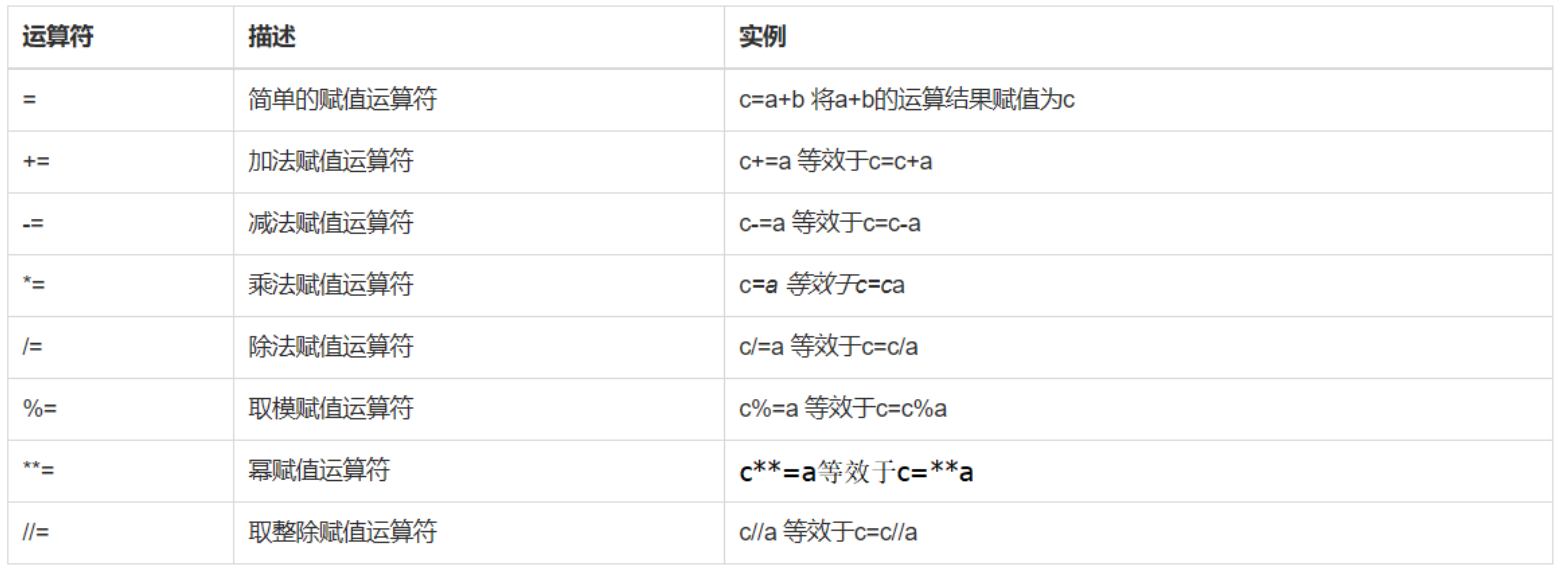 运算符 描述 实例
= 简单的赋值运算符 c=a+b 将a+b的运算结果赋值为c
+= 加法赋值运算符 c+=a 等效于c=c+a
-= 减法赋值运算符 c-=a 等效于c=c-a
*= 乘法赋值运算符 c=a 等效于c=ca
/= 除法赋值运算符 c/=a 等效于c=c/a
%= 取模赋值运算符 c%=a 等效于c=c%a
**= 幂赋值运算符 c**=a等效于c=**a
//= 取整除赋值运算符 c//a 等效于c=c//a